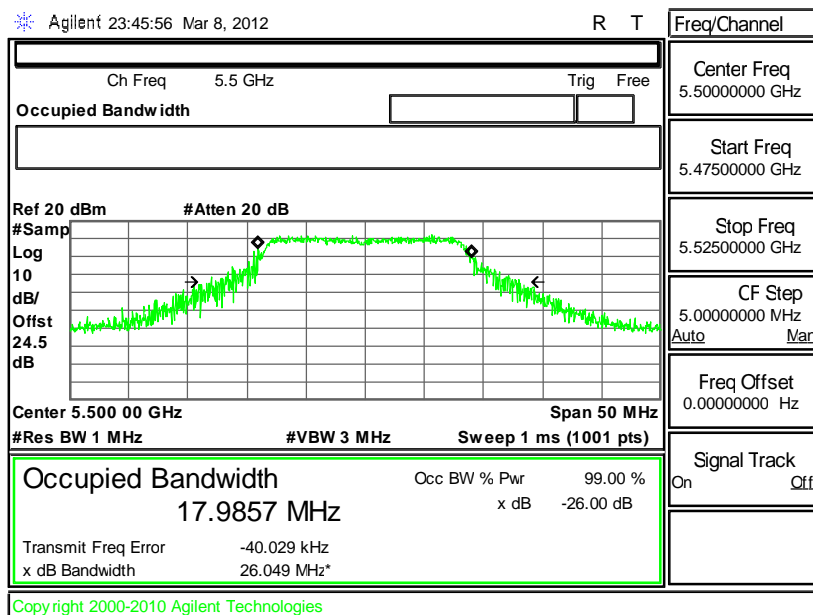 Agilent 23:45:56 Mar 8, 2012 R T
Freq/Channel
Ch Freq 5.5 GHz Trig Free
Occupied Bandwidth
Center Freq
5.50000000 GHz
Start Freq
5.47500000 GHz
Stop Freq
5.52500000 GHz
CF Step
5.00000000 MHz
Auto Man
Freq Offset
0.00000000 Hz
Signal Track
On Off
Ref 20 dBm #Atten 20 dB
#Samp
Log
10
dB/
Offst
24.5
dB
Center 5.500 00 GHz Span 50 MHz
#Res BW 1 MHz #VBW 3 MHz Sweep 1 ms (1001 pts)
Occupied Bandwidth
17.9857 MHz
Occ BW % Pwr 99.00 %
x dB -26.00 dB
Transmit Freq Error -40.029 kHz
x dB Bandwidth 26.049 MHz*
Copyright 2000-2010 Agilent Technologies